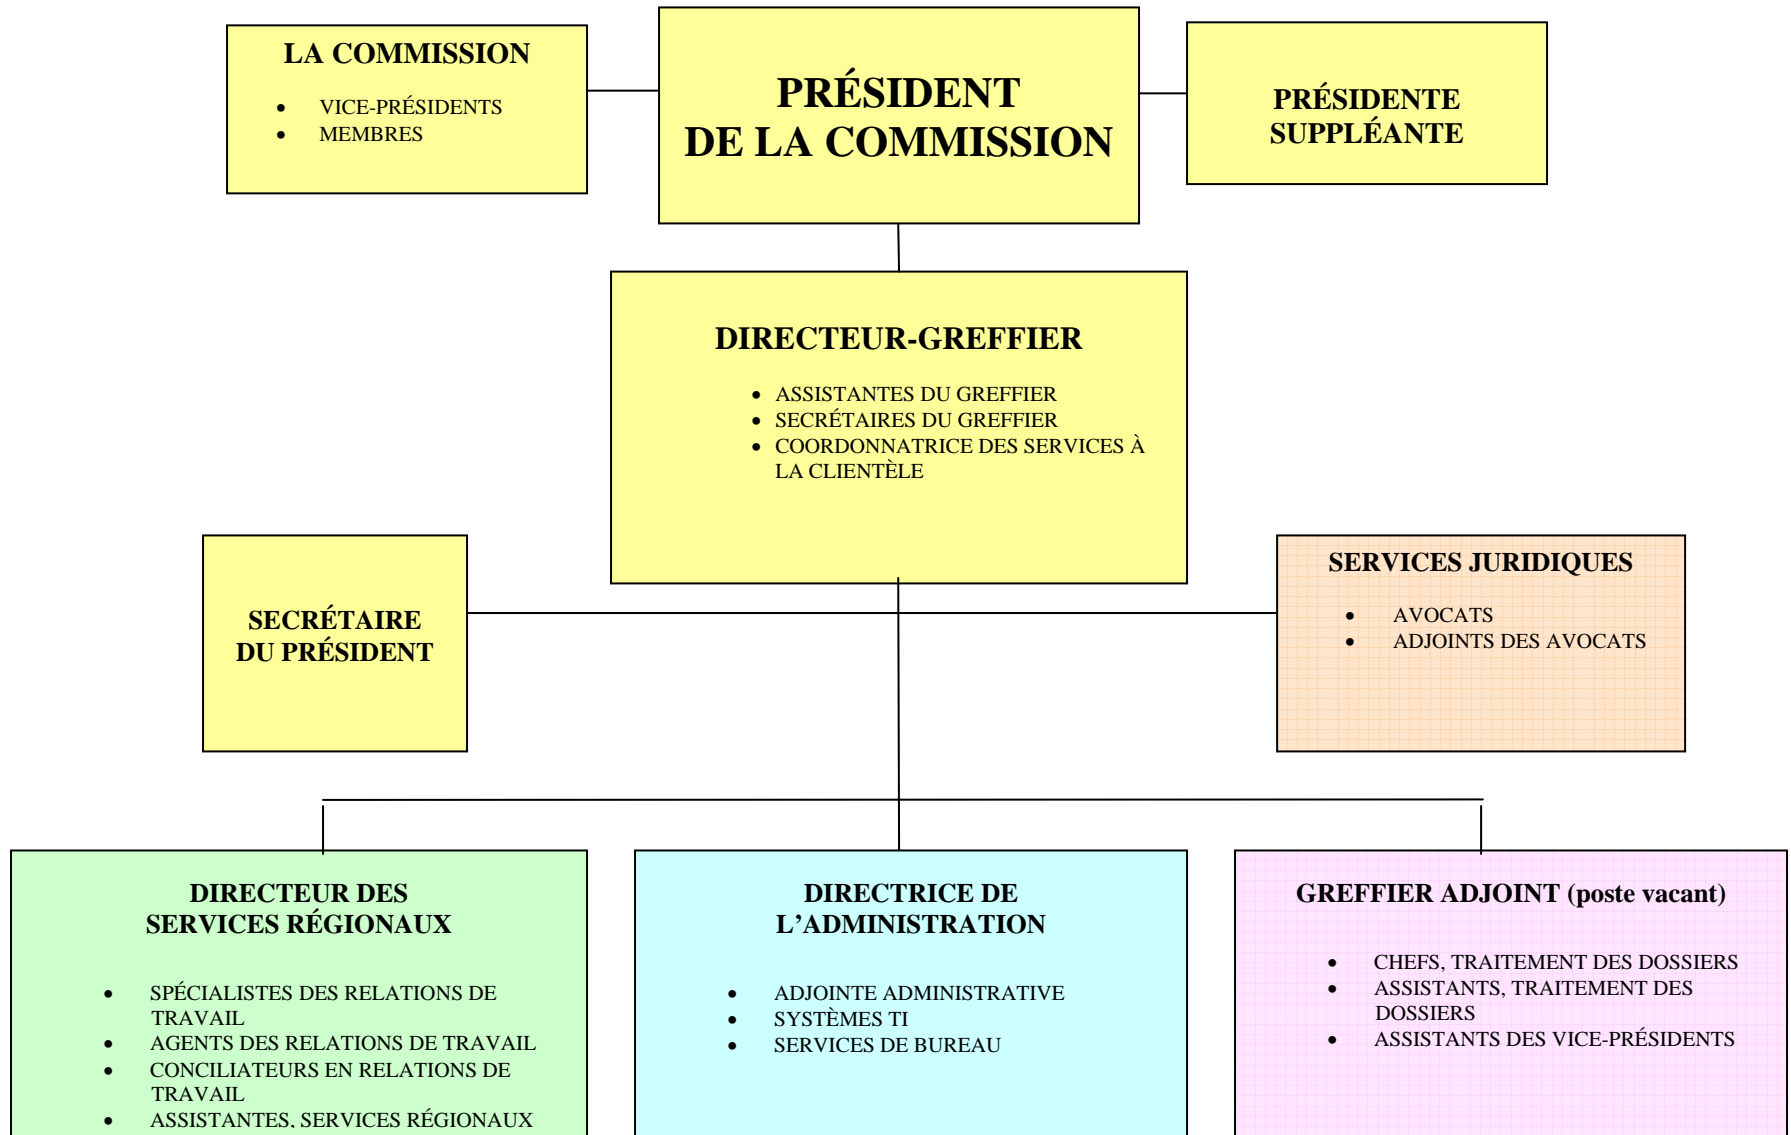 LA COMMISSION
• VICE-PRÉSIDENTS
• MEMBRES
PRÉSIDENT
DE LA COMMISSION
PRÉSIDENTE
SUPPLÉANTE
DIRECTEUR-GREFFIER
• ASSISTANTES DU GREFFIER
• SECRÉTAIRES DU GREFFIER
• COORDONNATRICE DES SERVICES À
LA CLIENTÈLE
SECRÉTAIRE
DU PRÉSIDENT
SERVICES JURIDIQUES
• AVOCATS
• ADJOINTS DES AVOCATS
DIRECTEUR DES
SERVICES RÉGIONAUX
• SPÉCIALISTES DES RELATIONS DE
TRAVAIL
• AGENTS DES RELATIONS DE TRAVAIL
• CONCILIATEURS EN RELATIONS DE
TRAVAIL
• ASSISTANTES, SERVICES RÉGIONAUX
DIRECTRICE DE
L’ADMINISTRATION
• ADJOINTE ADMINISTRATIVE
• SYSTÈMES TI
• SERVICES DE BUREAU
GREFFIER ADJOINT (poste vacant)
• CHEFS, TRAITEMENT DES DOSSIERS
• ASSISTANTS, TRAITEMENT DES
DOSSIERS
• ASSISTANTS DES VICE-PRÉSIDENTS